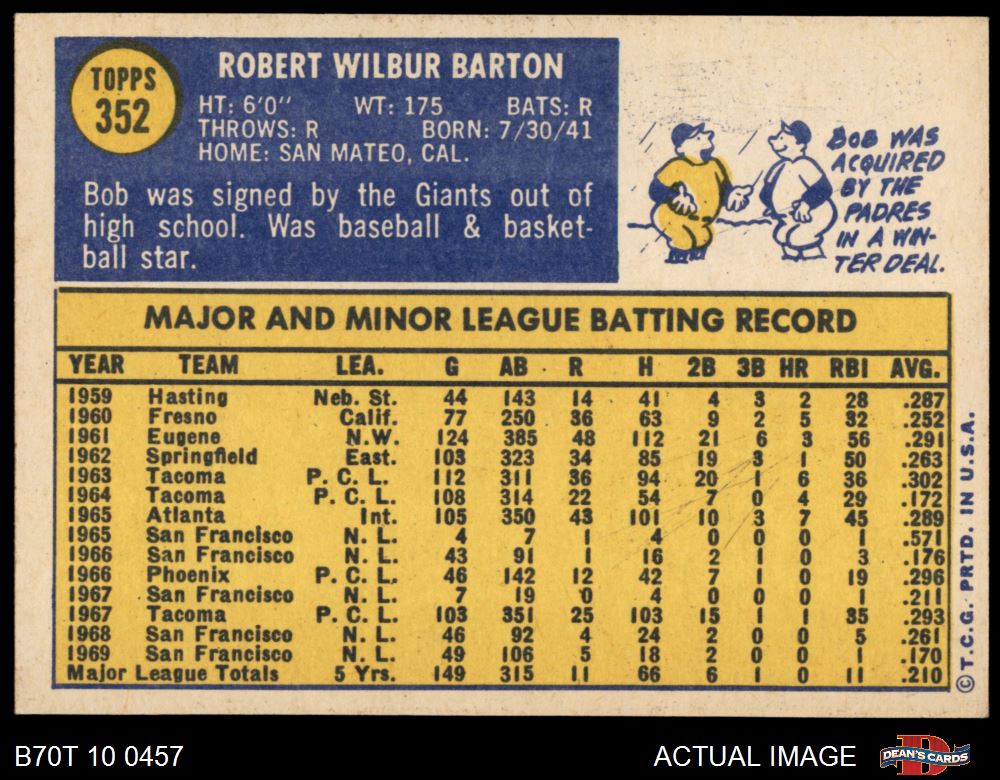 TOPPS
352
ROBERT WILBUR BARTON
HT: 6'0" WT: 175 BATS: R
THROWS: R BORN: 7/30/41
HOME: SAN MATEO, CAL.
Bob was signed by the Giants out of
high school. Was baseball & basket-
ball star.
BOB WAS
ACQUIRED
BY THE
PADRES
IN A WIN-
TER DEAL.
MAJOR AND MINOR LEAGUE BATTING RECORD
YEAR TEAM LEA. G AB R H 2B 3B HR RBI AVG.
1959 Hasting Neb. St. 44 143 14 41 4 3 2 28 .287
1960 Fresno Calif. 77 250 36 63 9 2 5 32 .252
1961 Eugene N.W. 124 385 48 112 21 6 3 56 .291
1962 Springfield East. 103 323 34 85 19 3 1 50 .263
1963 Tacoma P. C. L. 112 311 36 94 20 1 6 36 .302
1964 Tacoma P. C. L. 108 314 22 54 7 0 4 29 .172
1965 Atlanta Int. 105 350 43 101 10 3 7 45 .289
1965 San Francisco N. L. 4 7 1 4 0 0 0 1 .571
1966 San Francisco N. L. 43 91 1 16 2 1 0 3 .176
1966 Phoenix P. C. L. 46 142 12 42 7 1 0 19 .296
1967 San Francisco N. L. 7 19 0 4 0 0 0 1 .211
1967 Tacoma P. C. L. 103 351 25 103 15 1 1 35 .293
1968 San Francisco N. L. 46 92 4 24 2 0 0 5 .261
1969 San Francisco N. L. 49 106 5 18 2 0 0 1 .170
Major League Totals 5 Yrs. 149 315 11 66 6 1 0 11 .210
©T.C.G. PRTD. IN U.S.A.
B70T 10 0457 ACTUAL IMAGE
DEAN'S CARDS